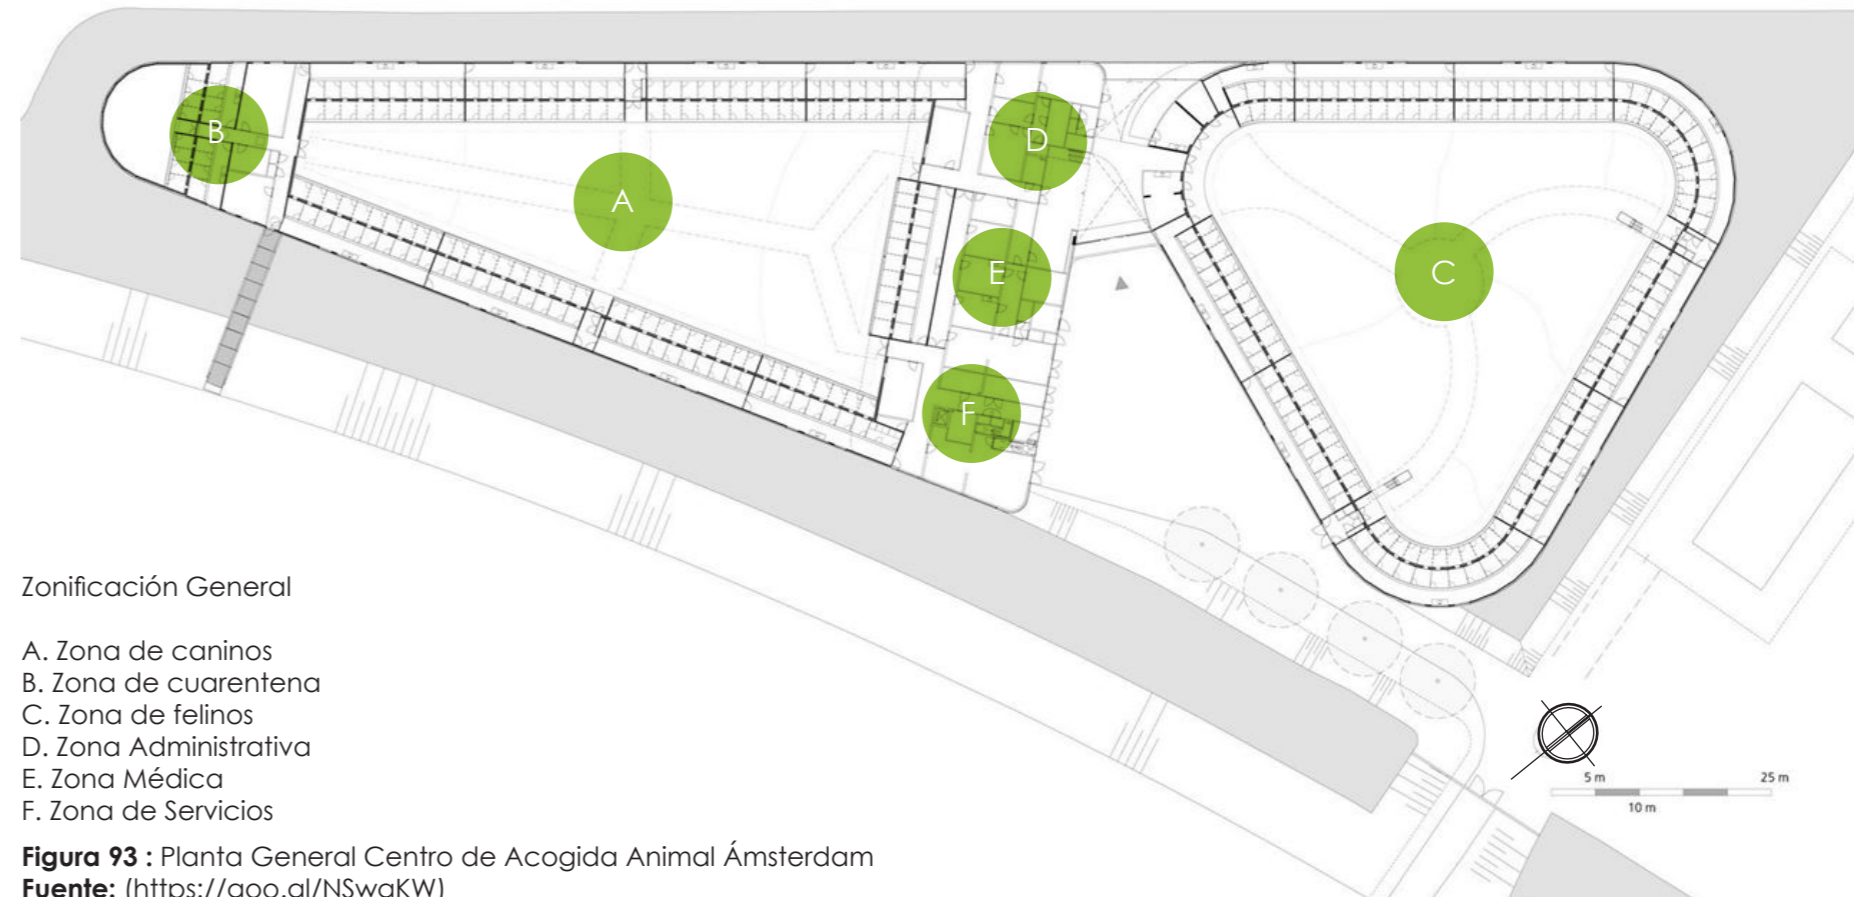 B
A
D
E
F
C
Zonificación General
A. Zona de caninos
B. Zona de cuarentena
C. Zona de felinos
D. Zona Administrativa
E. Zona Médica
F. Zona de Servicios
Figura 93 : Planta General Centro de Acogida Animal Ámsterdam
Fuente: (https://goo.gl/NSwgKW)
5 m
25 m
10 m